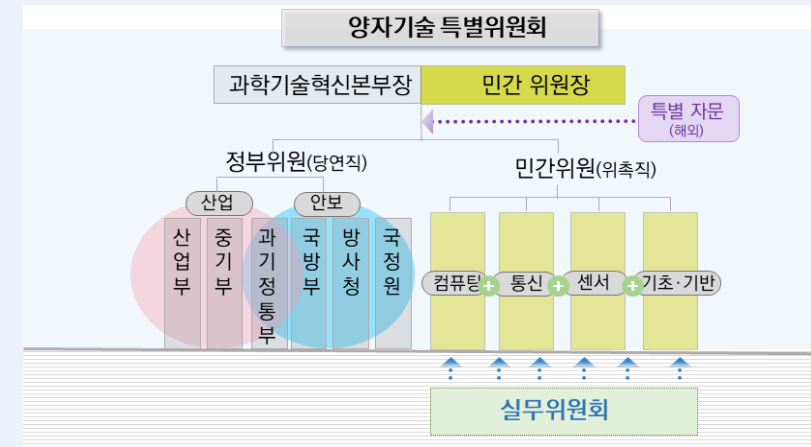 양자기술 특별위원회
과학기술혁신본부장
민간 위원장
특별 자문
(해외)
정부위원(당연직)
민간위원(위촉직)
산업
안보
산업부
중기부
과기정통부
국방부
방사청
국정원
컴퓨팅
통신
센서
기초·기반
실무위원회